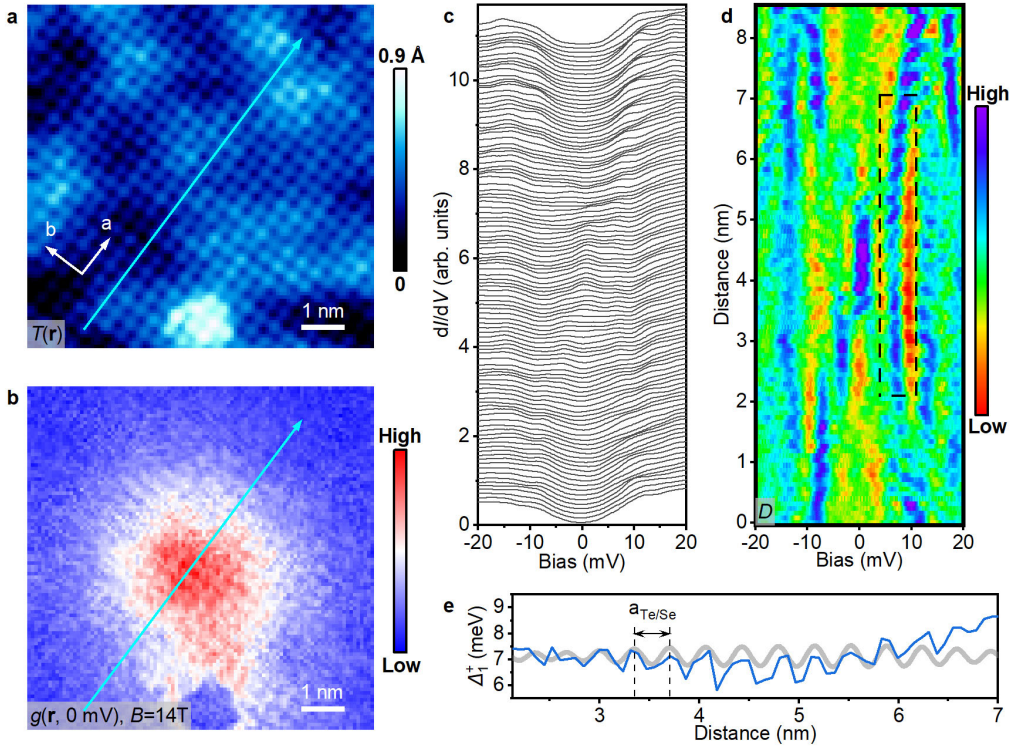 a
0.9 Å
0
b
a
1 nm
T(r)
b
High
Low
1 nm
g(r, 0 mV), B=14T
c
dI/dV (arb. units)
10
8
6
4
2
0
-20
-10
0
10
20
Bias (mV)
d
Distance (nm)
8
7
6
5
4
3
2
1
0
D
-20
-10
0
10
20
Bias (mV)
High
Low
e
Δ₁⁺ (meV)
9
8
7
6
a Te/Se
3
4
5
6
7
Distance (nm)